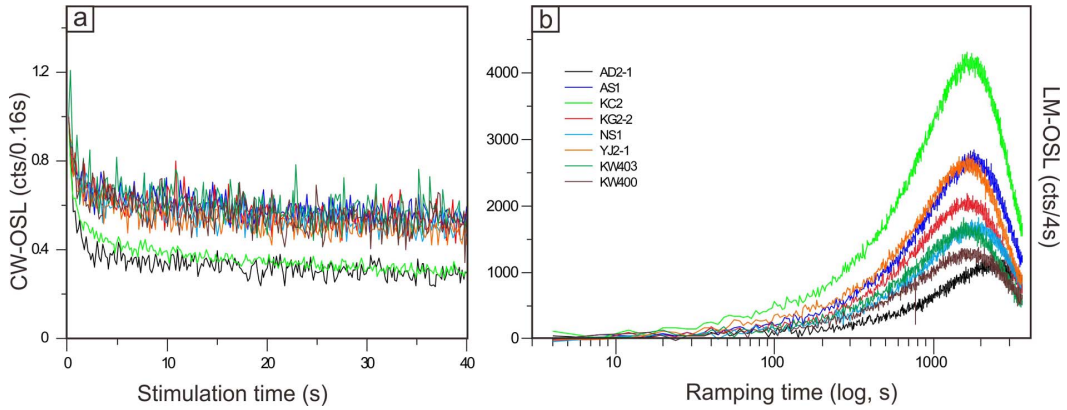 a
CW-OSL (cts/0.16s)
1.2
0.8
0.4
0
0 10 20 30 40
Stimulation time (s)
b
AD2-1
AS1
KC2
KG2-2
NS1
YJ2-1
KW403
KW400
4000
3000
2000
1000
0
10 100 1000
Ramping time (log, s)
LM-OSL (cts/4s)